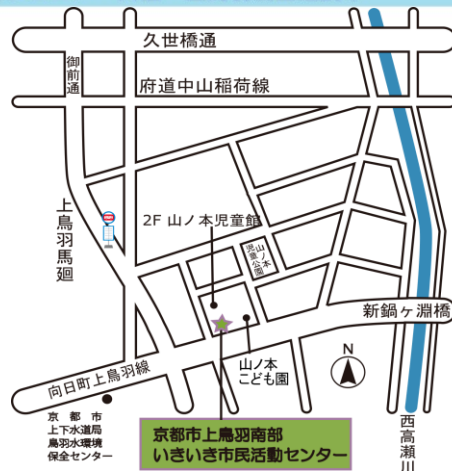 久世橋通
御前通
府道中山稲荷線
上鳥羽馬廻
2F 山ノ本児童館
山ノ本
児童公園
新鍋ヶ淵橋
山ノ本
こども園
N
向日町上鳥羽線
京都市
上下水道局
鳥羽水環境
保全センター
京都市上鳥羽南部
いきいき市民活動センター
西高瀬川